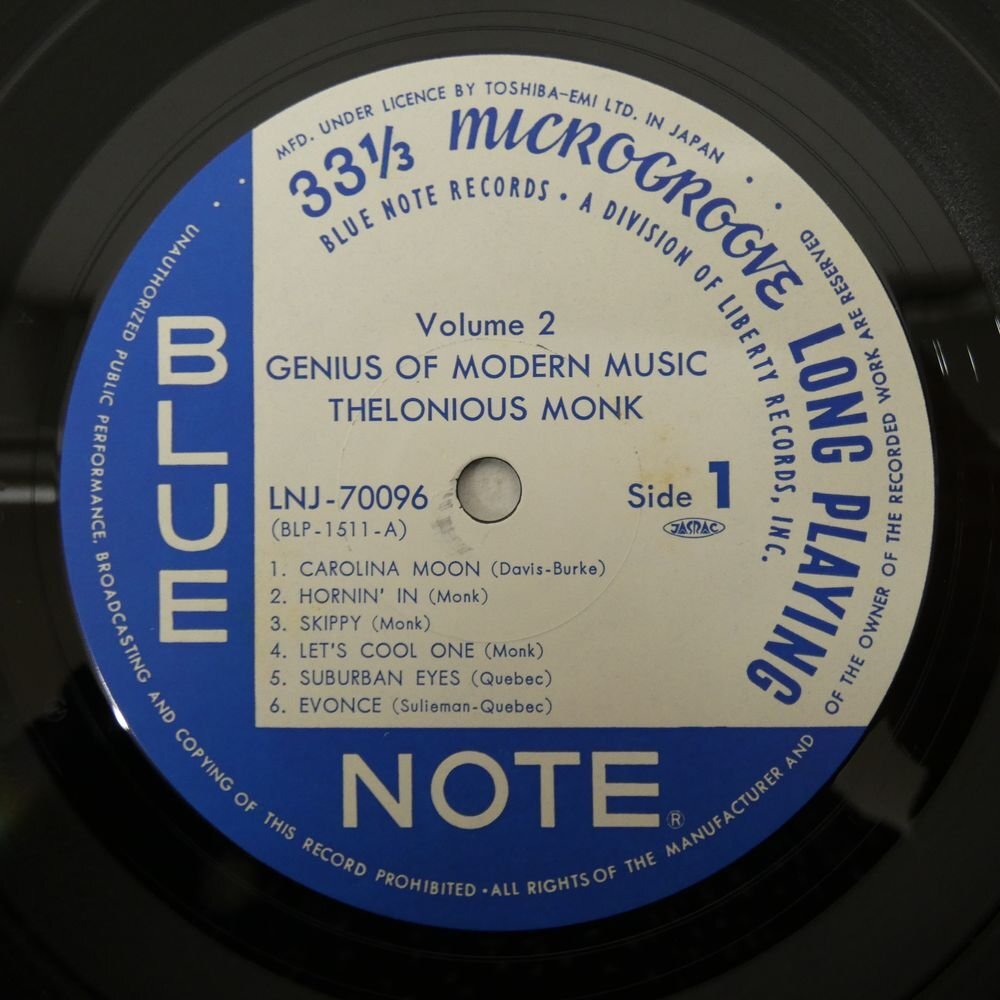 MFD. UNDER LICENCE BY TOSHIBA-EMI LTD. IN JAPAN
33 1/3 MICROGROOVE LONG PLAYING
BLUE NOTE RECORDS • A DIVISION OF LIBERTY RECORDS, INC.
Volume 2
GENIUS OF MODERN MUSIC
THELONIOUS MONK
LNJ-70096
(BLP-1511-A)
Side 1
JASRAC
1. CAROLINA MOON (Davis-Burke)
2. HORNIN' IN (Monk)
3. SKIPPY (Monk)
4. LET'S COOL ONE (Monk)
5. SUBURBAN EYES (Quebec)
6. EVONCE (Sulieman-Quebec)
BLUE
NOTE ®
UNAUTHORIZED PUBLIC PERFORMANCE, BROADCASTING AND COPYING OF THIS RECORD PROHIBITED • ALL RIGHTS OF THE MANUFACTURER AND OF THE OWNER OF THE RECORDED WORK ARE RESERVED